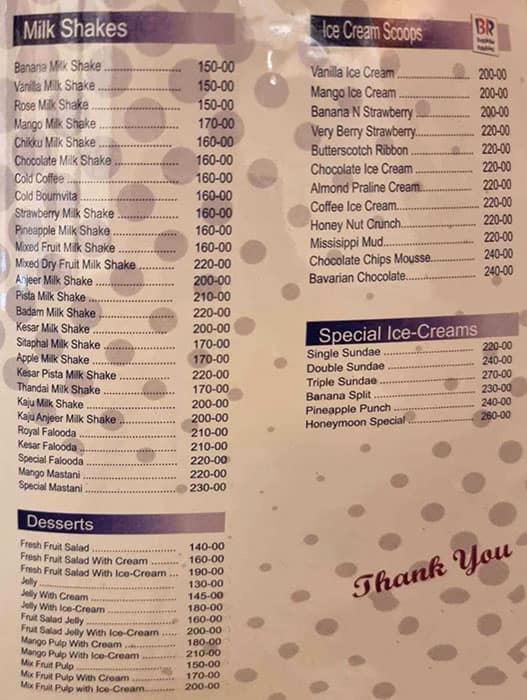 Milk Shakes
Banana Milk Shake ........................ 150-00
Vanilla Milk Shake ........................ 150-00
Rose Milk Shake ........................ 150-00
Mango Milk Shake ........................ 170-00
Chikku Milk Shake ........................ 160-00
Chocolate Milk Shake ........................ 160-00
Cold Coffee ........................ 160-00
Cold Bournvita ........................ 160-00
Strawberry Milk Shake ........................ 160-00
Pineapple Milk Shake ........................ 160-00
Mixed Fruit Milk Shake ........................ 160-00
Mixed Dry Fruit Milk Shake ........................ 220-00
Anjeer Milk Shake ........................ 200-00
Pista Milk Shake ........................ 210-00
Badam Milk Shake ........................ 220-00
Kesar Milk Shake ........................ 200-00
Sitaphal Milk Shake ........................ 170-00
Apple Milk Shake ........................ 170-00
Kesar Pista Milk Shake ........................ 220-00
Thandai Milk Shake ........................ 170-00
Kaju Milk Shake ........................ 200-00
Kaju Anjeer Milk Shake ........................ 200-00
Royal Falooda ........................ 210-00
Kesar Falooda ........................ 210-00
Special Falooda ........................ 220-00
Mango Mastani ........................ 220-00
Special Mastani ........................ 230-00
Desserts
Fresh Fruit Salad ........................ 140-00
Fresh Fruit Salad With Cream ........................ 160-00
Fresh Fruit Salad With Ice-Cream ... 190-00
Jelly ........................ 130-00
Jelly With Cream ........................ 145-00
Jelly With Ice-Cream ........................ 180-00
Fruit Salad Jelly ........................ 160-00
Fruit Salad Jelly With Ice-Cream ..... 200-00
Mango Pulp With Cream ........................ 180-00
Mango Pulp With Ice-Cream ........................ 210-00
Mix Fruit Pulp ........................ 150-00
Mix Fruit Pulp With Cream ........................ 170-00
Mix Fruit Pulp with Ice-Cream ........ 200-00
Ice Cream Scoops
BR
Vanilla Ice Cream ........................ 200-00
Mango Ice Cream ........................ 200-00
Banana N Strawberry ........................ 200-00
Very Berry Strawberry ........................ 220-00
Butterscotch Ribbon ........................ 220-00
Chocolate Ice Cream ........................ 220-00
Almond Praline Cream ........................ 220-00
Coffee Ice Cream ........................ 220-00
Honey Nut Crunch ........................ 220-00
Missisippi Mud ........................ 220-00
Chocolate Chips Mousse ........................ 240-00
Bavarian Chocolate ........................ 240-00
Special Ice-Creams
Single Sundae ........................ 220-00
Double Sundae ........................ 240-00
Triple Sundae ........................ 270-00
Banana Split ........................ 230-00
Pineapple Punch ........................ 240-00
Honeymoon Special ........................ 260-00
Thank You